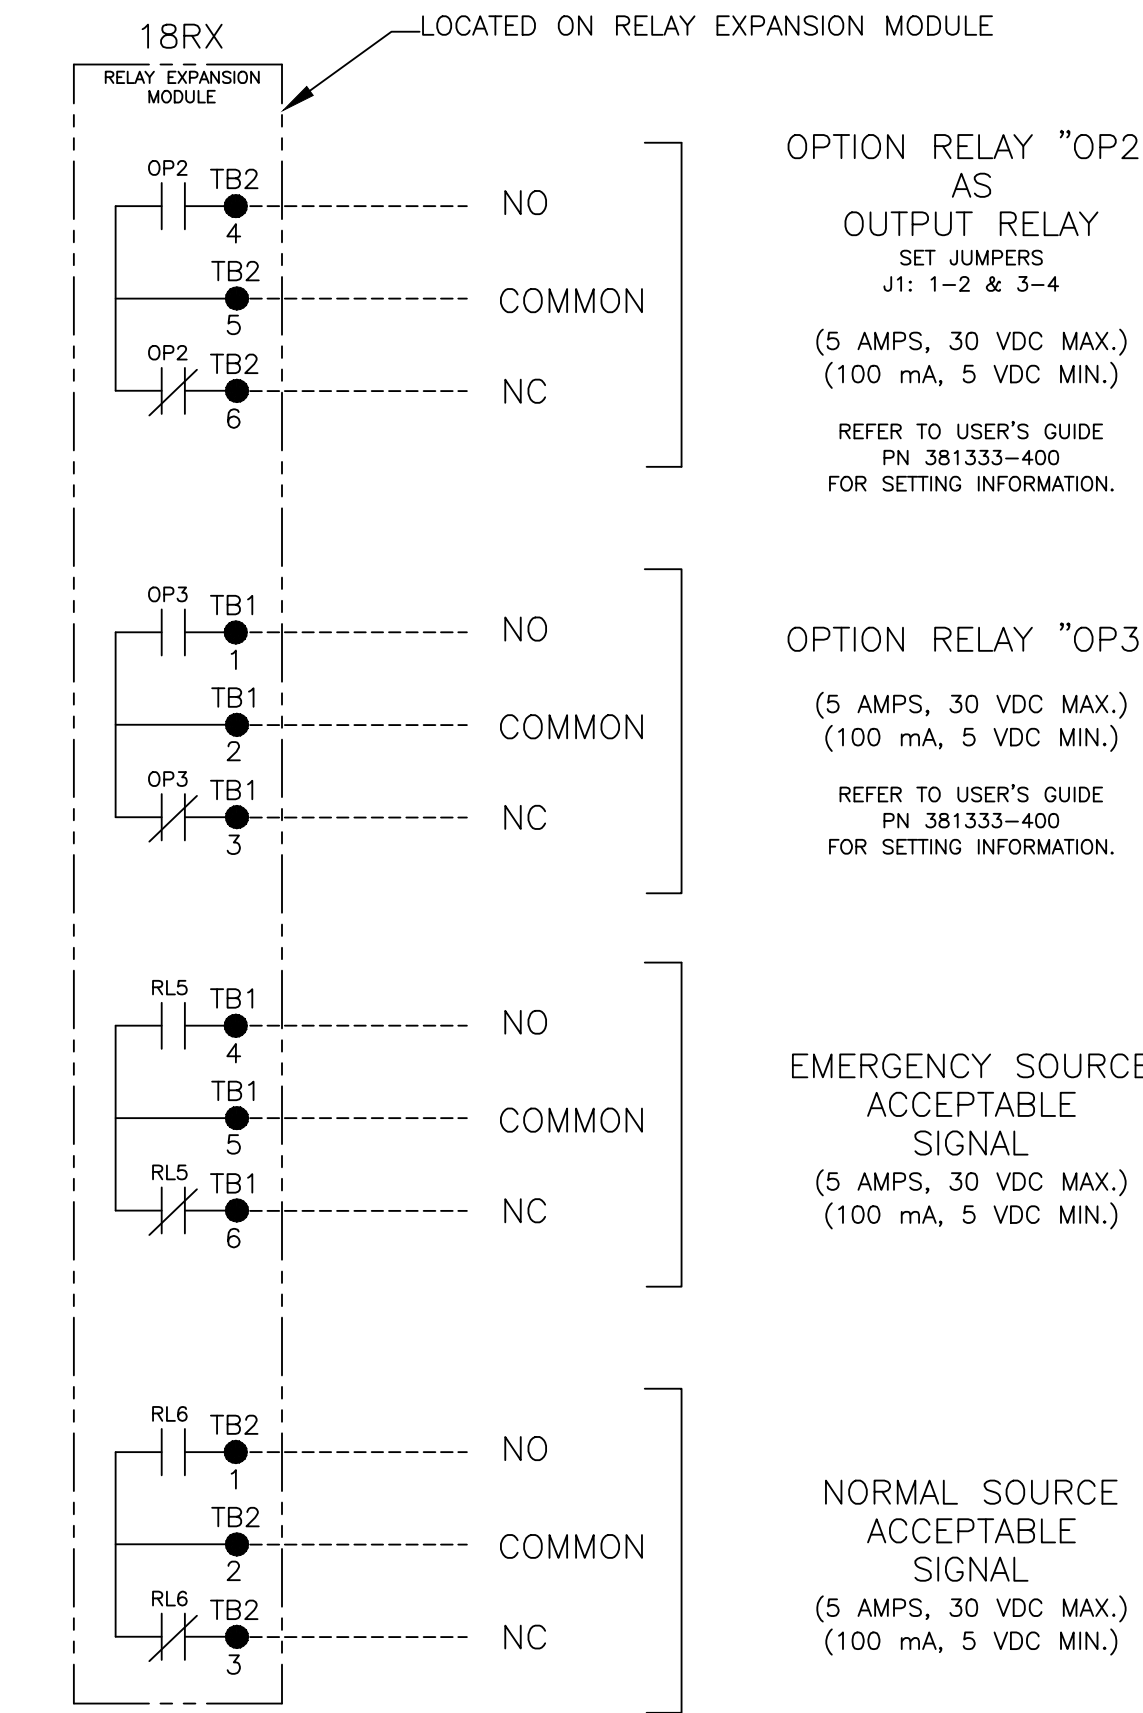 18RX
LOCATED ON RELAY EXPANSION MODULE
RELAY EXPANSION
MODULE
OP2 TB2
4
NO
TB2
5
COMMON
OP2 TB2
6
NC
OPTION RELAY "OP2
AS
OUTPUT RELAY
SET JUMPERS
J1: 1-2 & 3-4
(5 AMPS, 30 VDC MAX.)
(100 mA, 5 VDC MIN.)
REFER TO USER'S GUIDE
PN 381333-400
FOR SETTING INFORMATION.
OP3 TB1
1
NO
TB1
2
COMMON
OP3 TB1
3
NC
OPTION RELAY "OP3
(5 AMPS, 30 VDC MAX.)
(100 mA, 5 VDC MIN.)
REFER TO USER'S GUIDE
PN 381333-400
FOR SETTING INFORMATION.
RL5 TB1
4
NO
TB1
5
COMMON
RL5 TB1
6
NC
EMERGENCY SOURCE
ACCEPTABLE
SIGNAL
(5 AMPS, 30 VDC MAX.)
(100 mA, 5 VDC MIN.)
RL6 TB2
1
NO
TB2
2
COMMON
RL6 TB2
3
NC
NORMAL SOURCE
ACCEPTABLE
SIGNAL
(5 AMPS, 30 VDC MAX.)
(100 mA, 5 VDC MIN.)